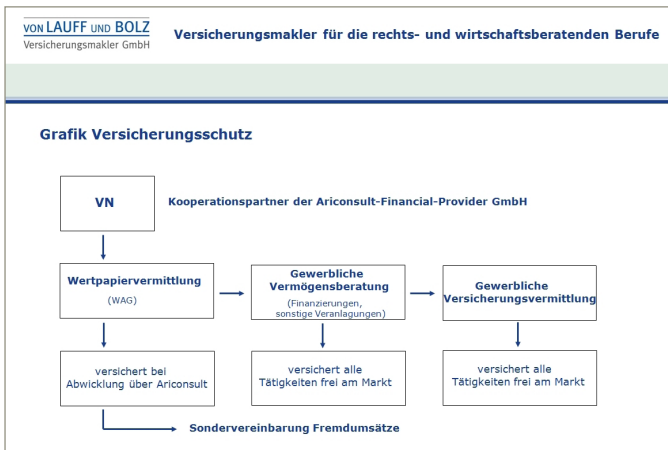 VON LAUFF UND BOLZ
Versicherungsmakler GmbH
Versicherungsmakler für die rechts- und wirtschaftsberatenden Berufe
Grafik Versicherungsschutz
VN
Kooperationspartner der Ariconsult-Financial-Provider GmbH
Wertpapiervermittlung
(WAG)
Gewerbliche
Vermögensberatung
(Finanzierungen,
sonstige Veranlagungen)
Gewerbliche
Versicherungsvermittlung
versichert bei
Abwicklung über Ariconsult
versichert alle
Tätigkeiten frei am Markt
versichert alle
Tätigkeiten frei am Markt
Sondervereinbarung Fremdumsätze